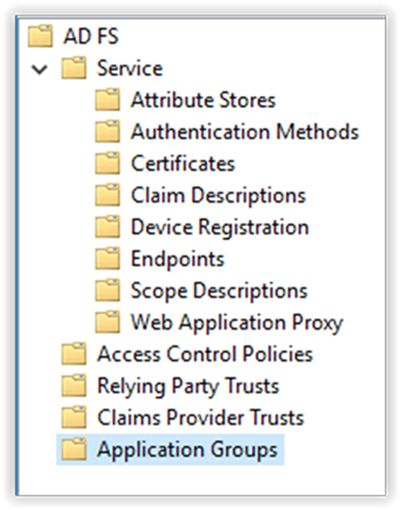 AD FS
Service
Attribute Stores
Authentication Methods
Certificates
Claim Descriptions
Device Registration
Endpoints
Scope Descriptions
Web Application Proxy
Access Control Policies
Relying Party Trusts
Claims Provider Trusts
Application Groups